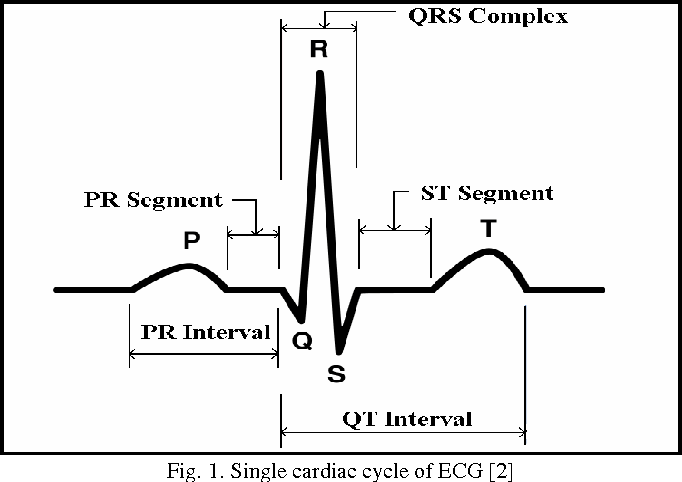 QRS Complex
R
PR Segment
ST Segment
P
T
PR Interval
Q
S
QT Interval
Fig. 1. Single cardiac cycle of ECG [2]